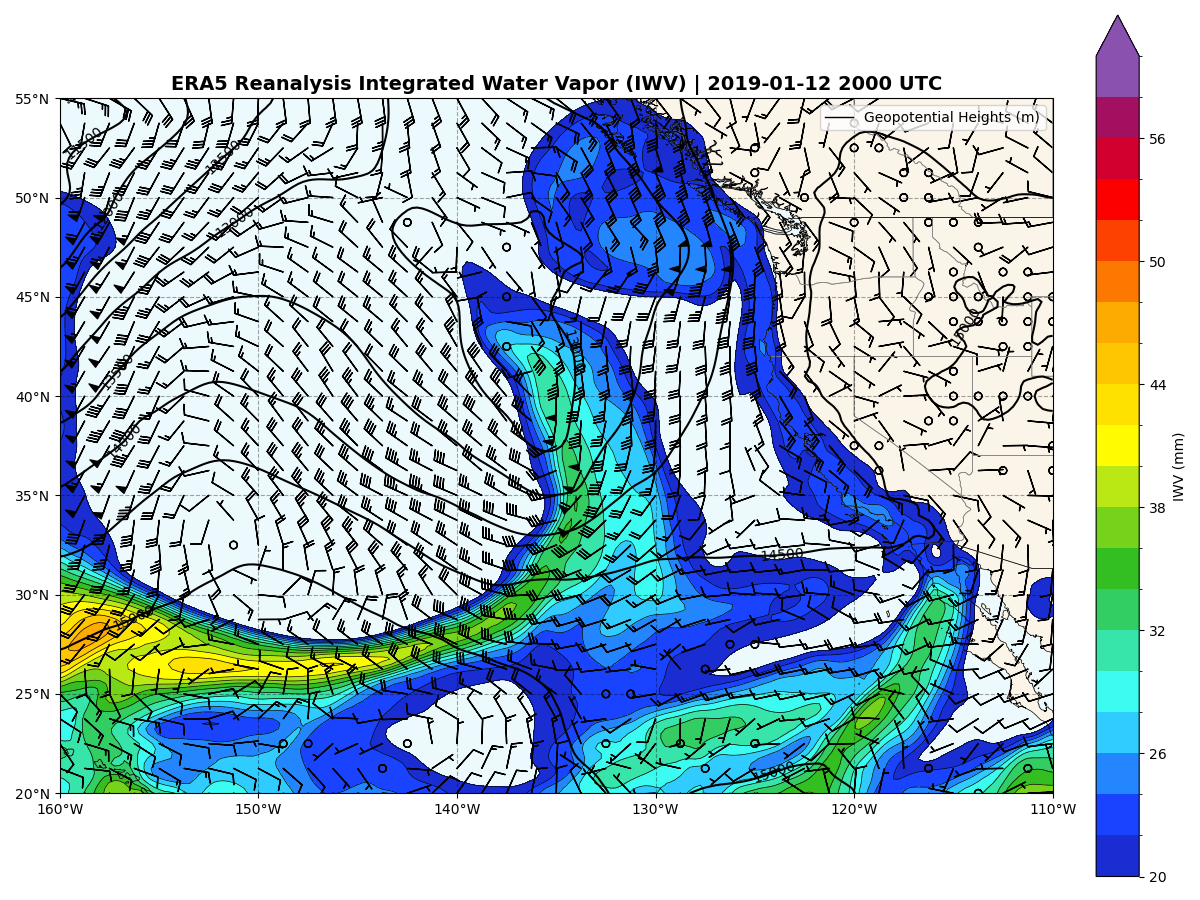 ERA5 Reanalysis Integrated Water Vapor (IWV) | 2019-01-12 2000 UTC
Geopotential Heights (m)
55°N
50°N
45°N
40°N
35°N
30°N
25°N
20°N
160°W
150°W
140°W
130°W
120°W
110°W
14500
15000
56
50
44
38
32
26
20
IWV (mm)